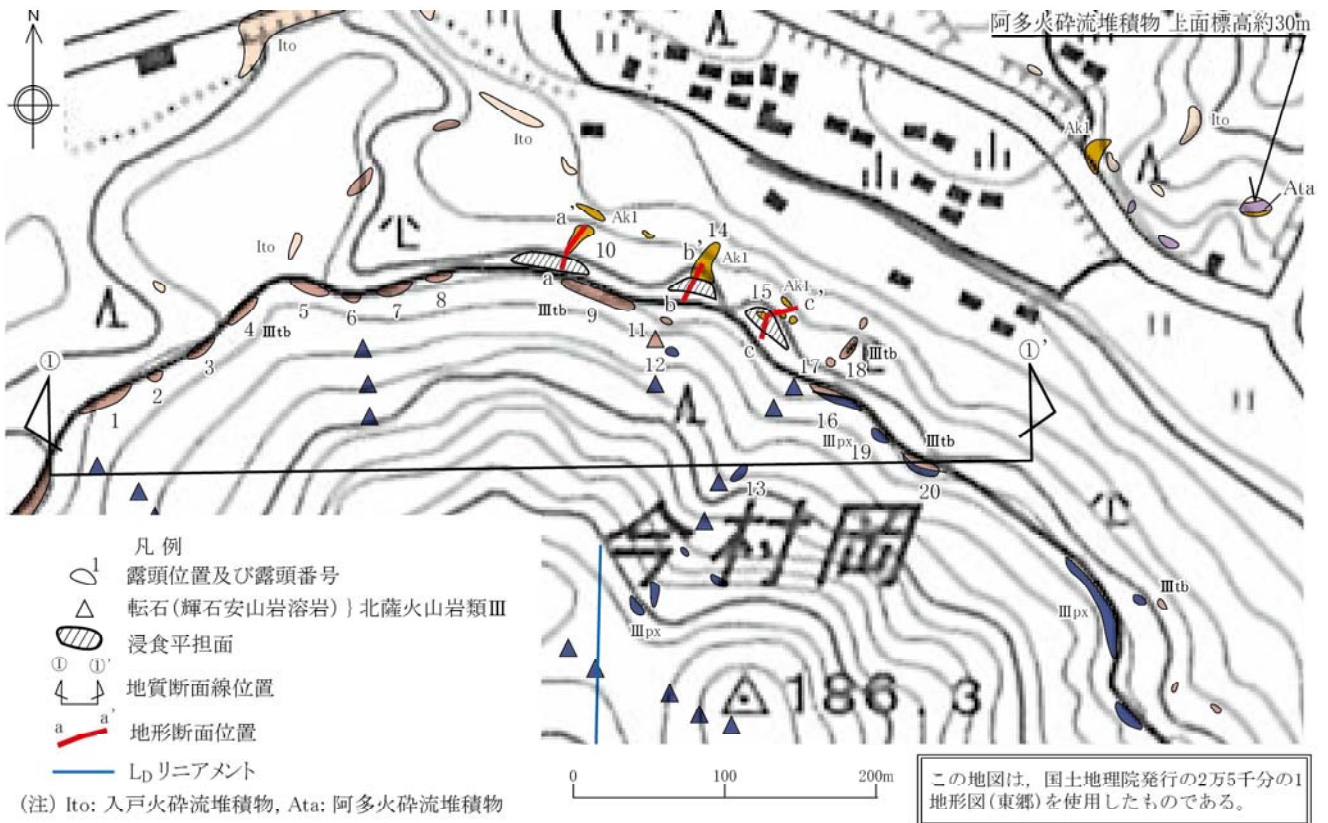 N
阿多火砕流堆積物 上面標高約30m
Ito
Ito
Ak1
Ito
Ata
Ito
a'
Ak1
10
14
b'
Ak1
a
b
15
Ak1
c'
c
5
6
7
8
4
Ⅲtb
3
2
1
Ⅲtb
9
11
12
17
18
Ⅲtb
16
Ⅲpx
19
Ⅲtb
20
13
①
①'
今村岡
Ⅲpx
Ⅲpx
Ⅲtb
186.3
凡 例
1
露頭位置及び露頭番号
転石(輝石安山岩溶岩) } 北薩火山岩類Ⅲ
浸食平担面
① ①'
地質断面線位置
a a'
地形断面位置
LDリニアメント
(注) Ito: 入戸火砕流堆積物, Ata: 阿多火砕流堆積物
0 100 200m
この地図は，国土地理院発行の2万5千分の1
地形図(東郷)を使用したものである。